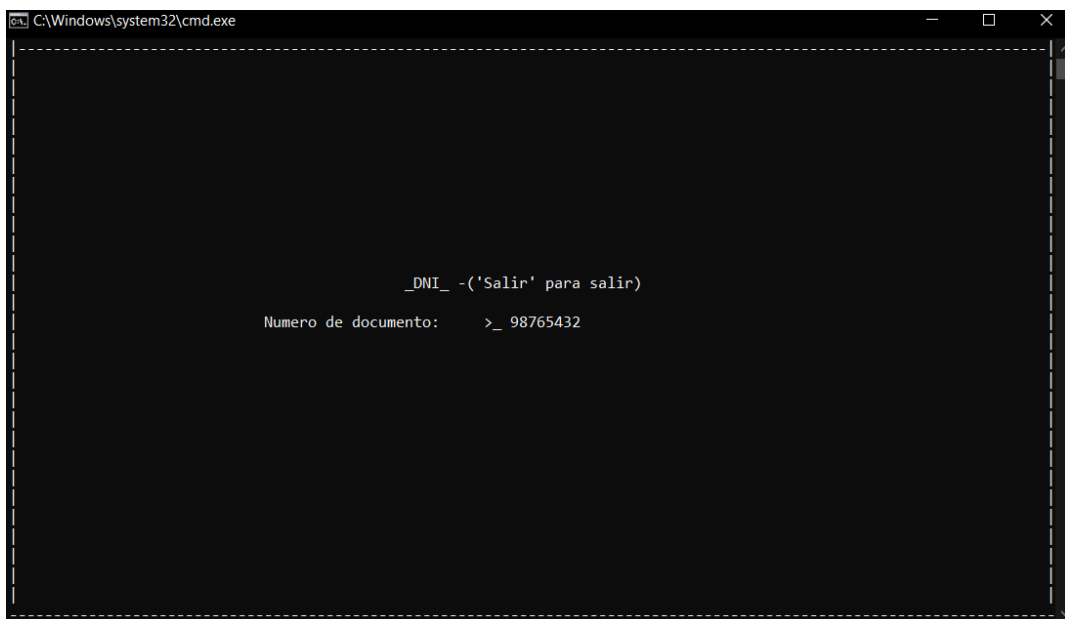 C:\Windows\system32\cmd.exe
_DNI_ -('Salir' para salir)
Numero de documento: >_ 98765432